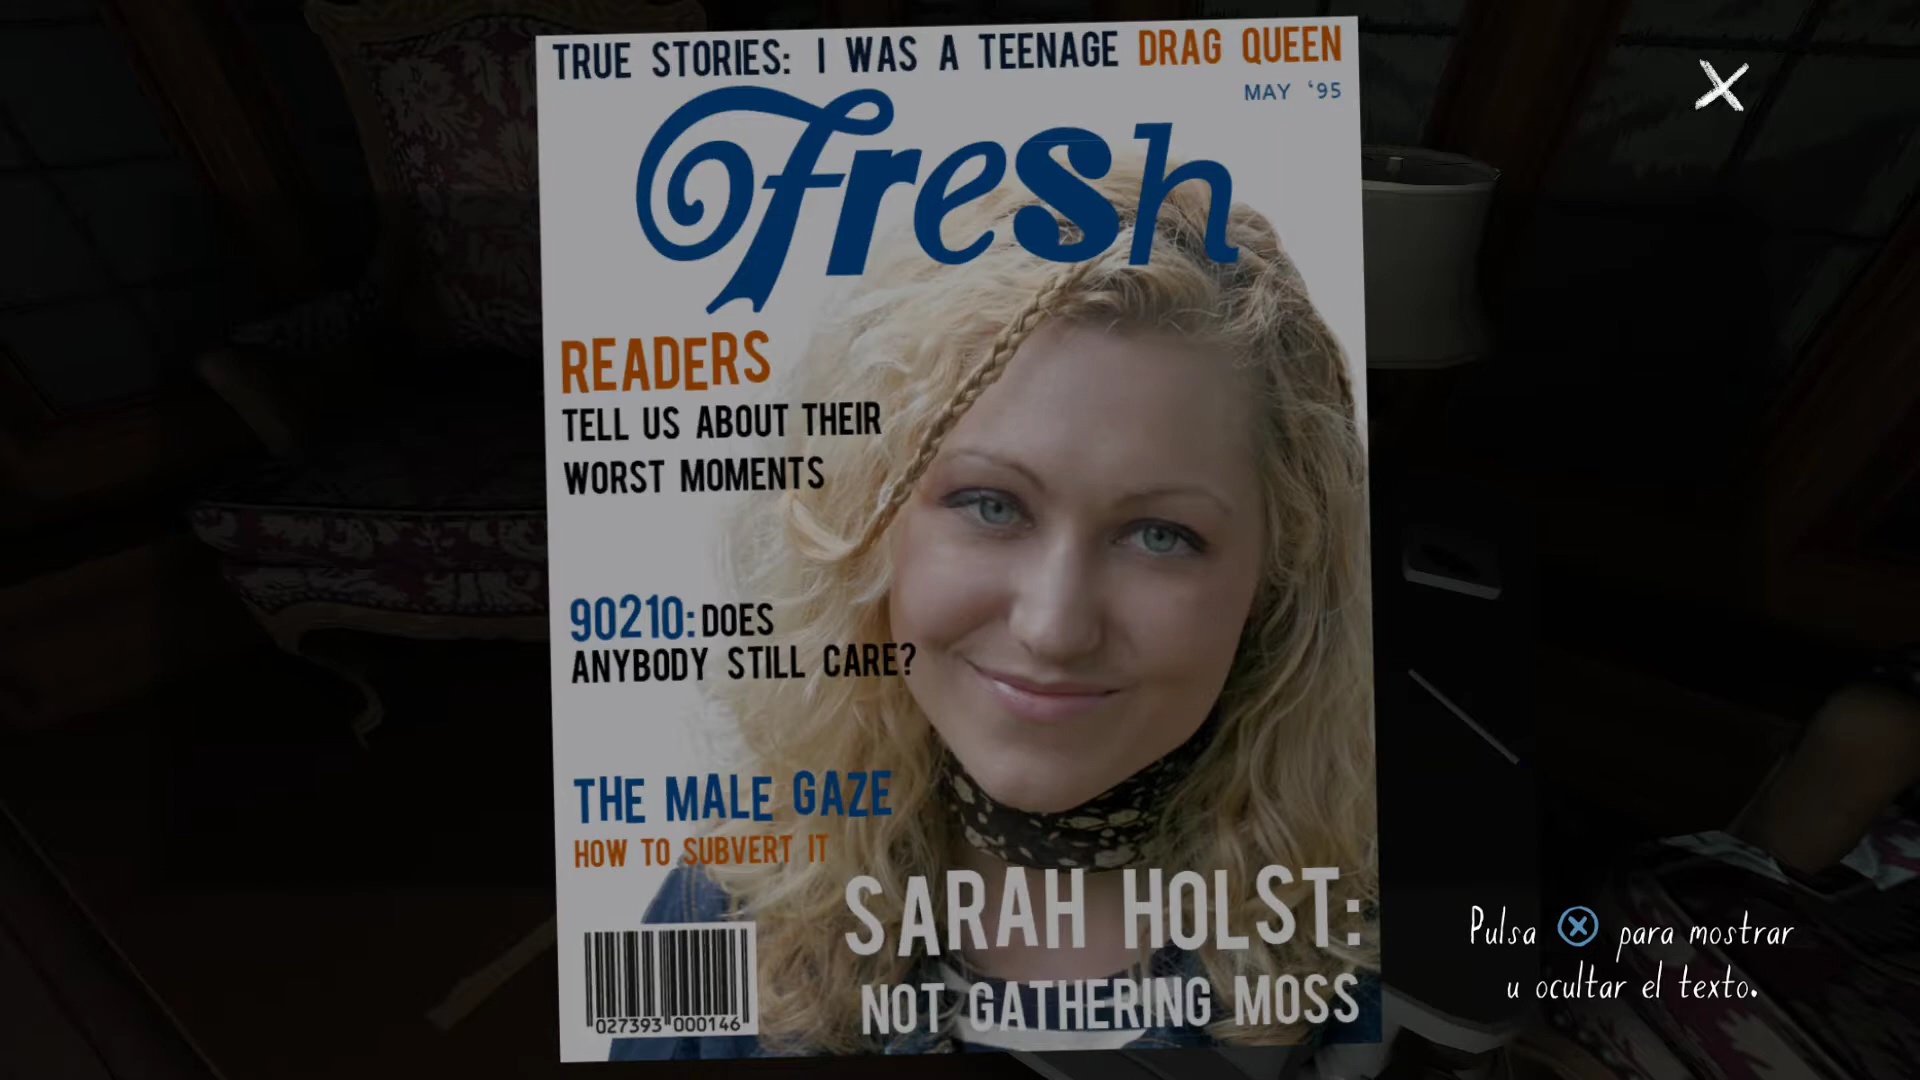 TRUE STORIES: I WAS A TEENAGE DRAG QUEEN
MAY '95
Fresh
READERS
TELL US ABOUT THEIR
WORST MOMENTS
90210: DOES
ANYBODY STILL CARE?
THE MALE GAZE
HOW TO SUBVERT IT
SARAH HOLST:
NOT GATHERING MOSS
027393 000146
Pulsa ⓧ para mostrar
u ocultar el texto.